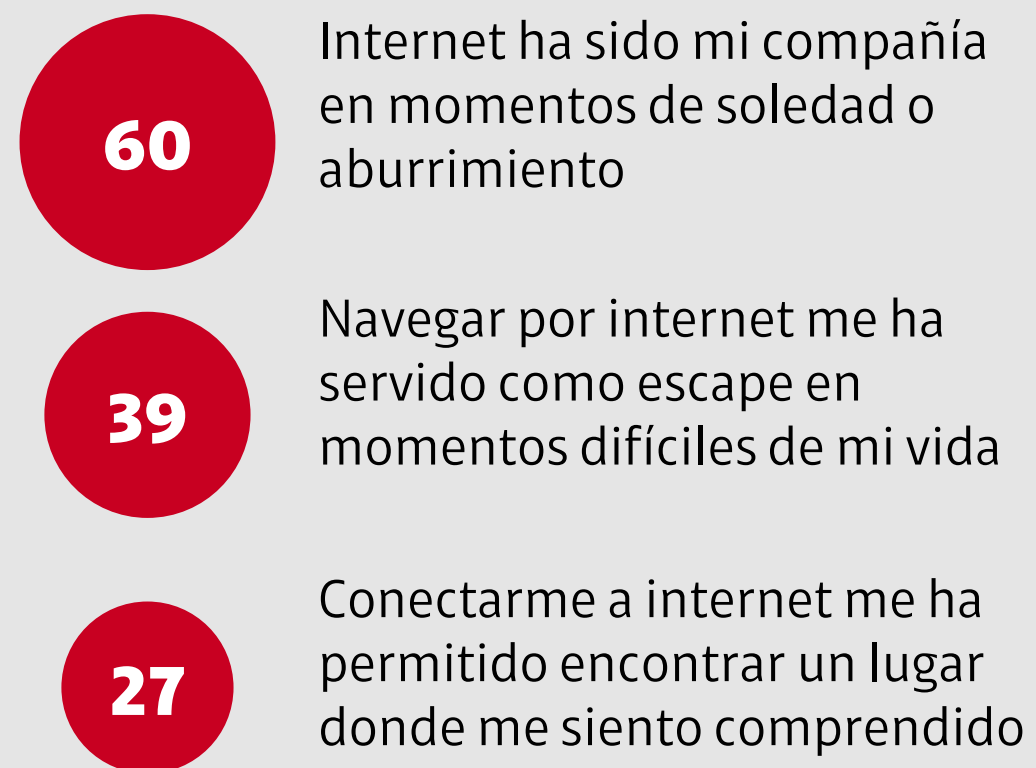 60
Internet ha sido mi compañía
en momentos de soledad o
aburrimiento
39
Navegar por internet me ha
servido como escape en
momentos difíciles de mi vida
27
Conectarme a internet me ha
permitido encontrar un lugar
donde me siento comprendido